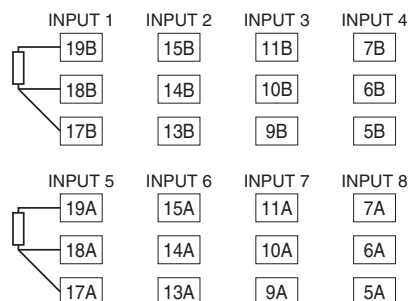 INPUT 1 INPUT 2 INPUT 3 INPUT 4
19B 15B 11B 7B
18B 14B 10B 6B
17B 13B 9B 5B
INPUT 5 INPUT 6 INPUT 7 INPUT 8
19A 15A 11A 7A
18A 14A 10A 6A
17A 13A 9A 5A